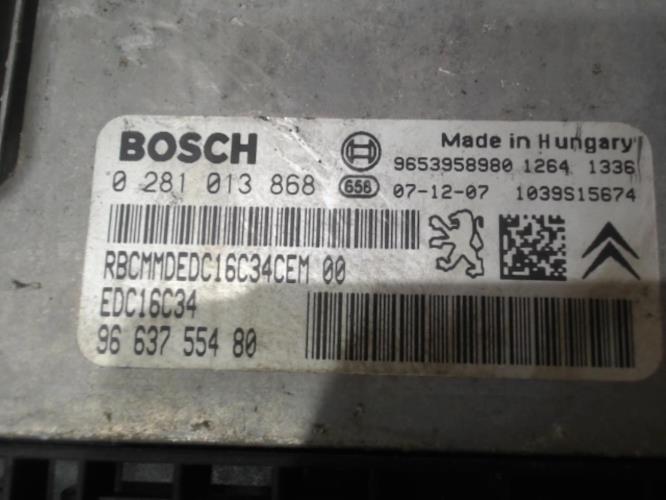 BOSCH
Made in Hungary
9653958980 1264 1336
0 281 013 868
656 07-12-07 1039S15674
RBCMMDEDC16C34CEM 00
EDC16C34
96 637 554 80